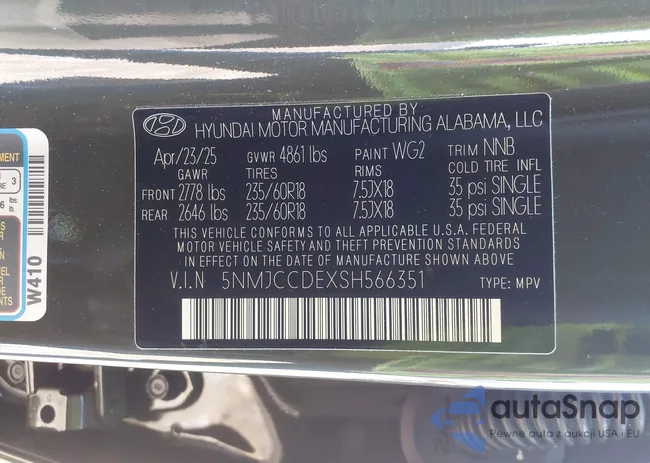 MANUFACTURED BY
HYUNDAI MOTOR MANUFACTURING ALABAMA, LLC
Apr/23/25 GVWR 4861 lbs PAINT WG2 TRIM NNB
GAWR TIRES RIMS COLD TIRE INFL
FRONT 2778 lbs 235/60R18 7.5JX18 35 psi SINGLE
REAR 2646 lbs 235/60R18 7.5JX18 35 psi SINGLE
THIS VEHICLE CONFORMS TO ALL APPLICABLE U.S.A. FEDERAL
MOTOR VEHICLE SAFETY ACCSTHEFT PREVENTION STANDARDS
IN EFFECT ON THE DATE OF MANUFACTURE SHOWN ABOVE.
V.I.N 5NMJCCDEXSH566351 TYPE: MPV
W410
autaSnap
Pewne auta z aukcji USA i EU